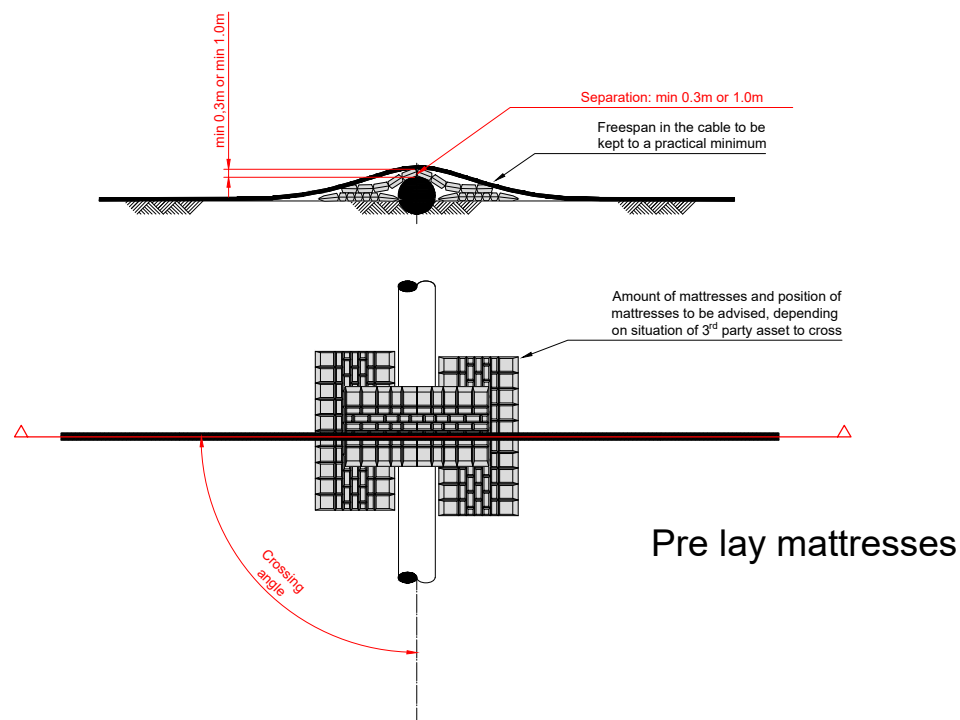 min 0,3m or min 1.0m
Separation: min 0.3m or 1.0m
Freespan in the cable to be
kept to a practical minimum
Amount of mattresses and position of
mattresses to be advised, depending
on situation of 3rd party asset to cross
Pre lay mattresses
Crossing
angle